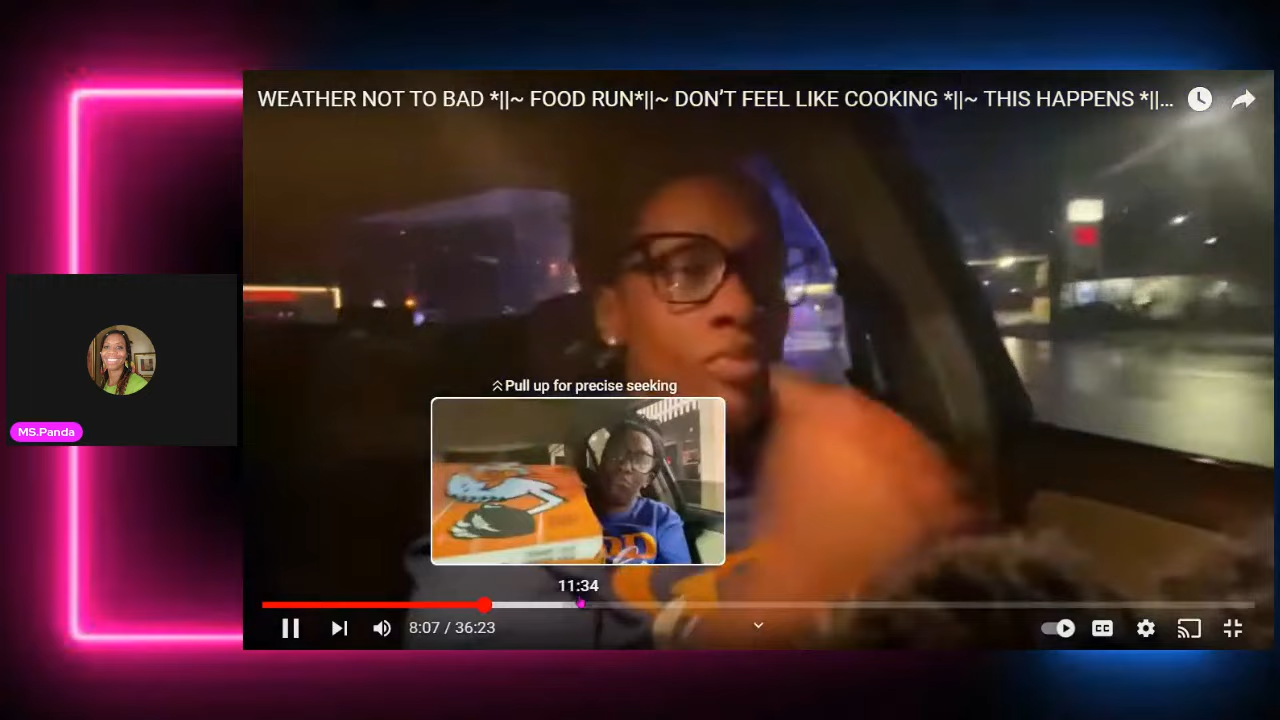 WEATHER NOT TO BAD *||~ FOOD RUN*||~ DON’T FEEL LIKE COOKING *||~ THIS HAPPENS *||...
Pull up for precise seeking
MS.Panda
11:34
8:07 / 36:23
CC